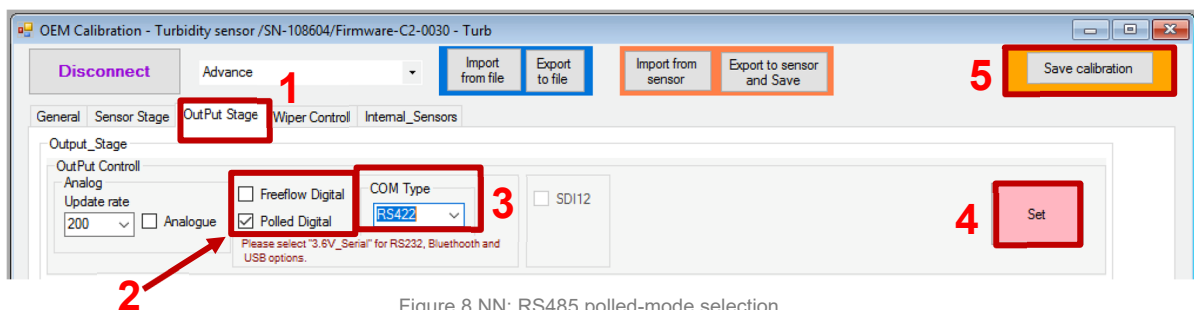 OEM Calibration - Turbidity sensor /SN-108604/Firmware-C2-0030 - Turb
Disconnect
Advance
Import
from file
Export
to file
Import from
sensor
Export to sensor
and Save
5
Save calibration
1
General
Sensor Stage
OutPut Stage
Wiper Controll
Internal_Sensors
Output_Stage
OutPut Controll
Analog
Update rate
200
Analogue
Freeflow Digital
Polled Digital
COM Type
RS422
3
SDI12
4
Set
Please select "3.6V_Serial" for RS232, Bluethooth and
USB options.
2
Figure 8 NN: RS485 polled-mode selection